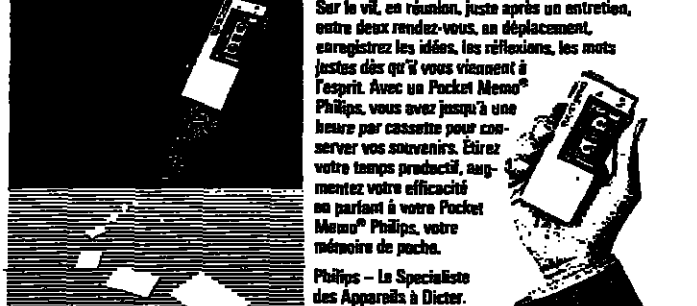 Sur le vif, en réunion, juste après un entretien,
entre deux rendez-vous, en déplacement,
enregistrez les idées, les réflexions, les mots
justes dès qu'il vous viennent à
l'esprit. Avec un Pocket Memo®
Philips, vous avez jusqu'à une
heure par cassette pour con-
server vos souvenirs. Étirez
votre temps productif, aug-
mentez votre efficacité
en parlant à votre Pocket
Memo® Philips, votre
mémoire de poche.
Philips – Le Specialiste
des Appareils à Dicter.